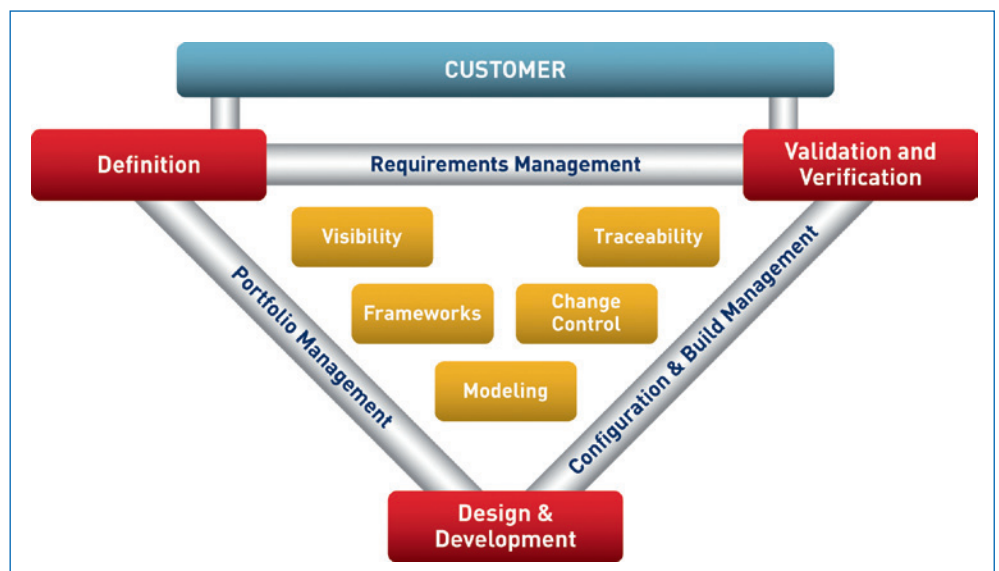 CUSTOMER
Definition
Requirements Management
Validation and
Verification
Visibility
Traceability
Portfolio Management
Frameworks
Change
Control
Configuration & Build Management
Modeling
Design &
Development